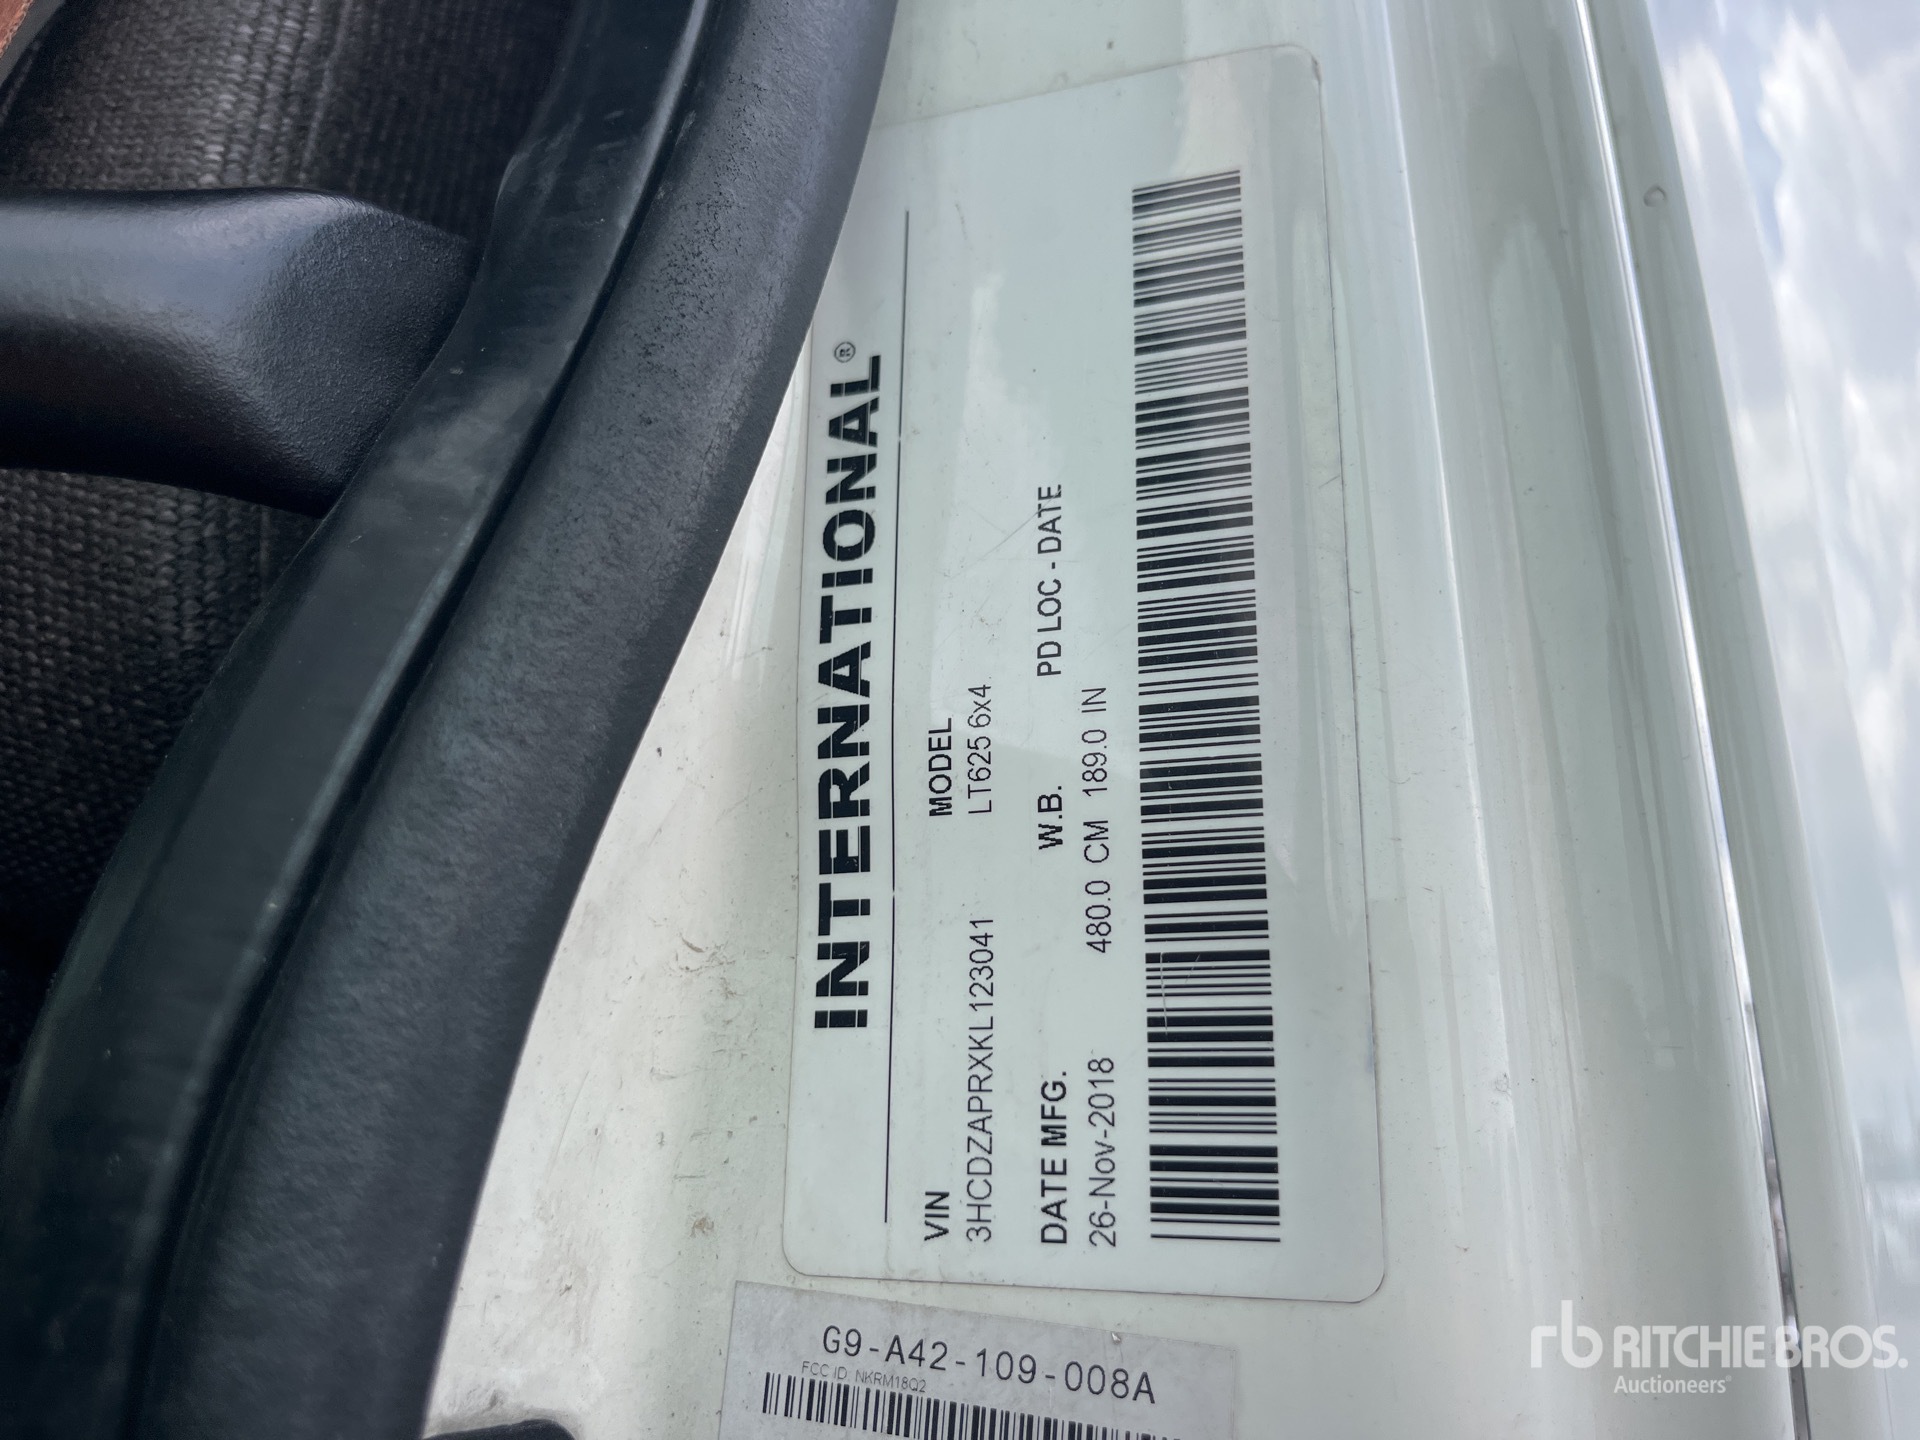 INTERNATIONAL®
VIN MODEL
3HCDZAPRXKL123041 LT625 6x4
DATE MFG. W.B. PD LOC - DATE
26-Nov-2018 480.0 CM 189.0 IN
G9-A42-109-008A
FCC ID: NKRM18Q2
rb RITCHIE BROS.
Auctioneers